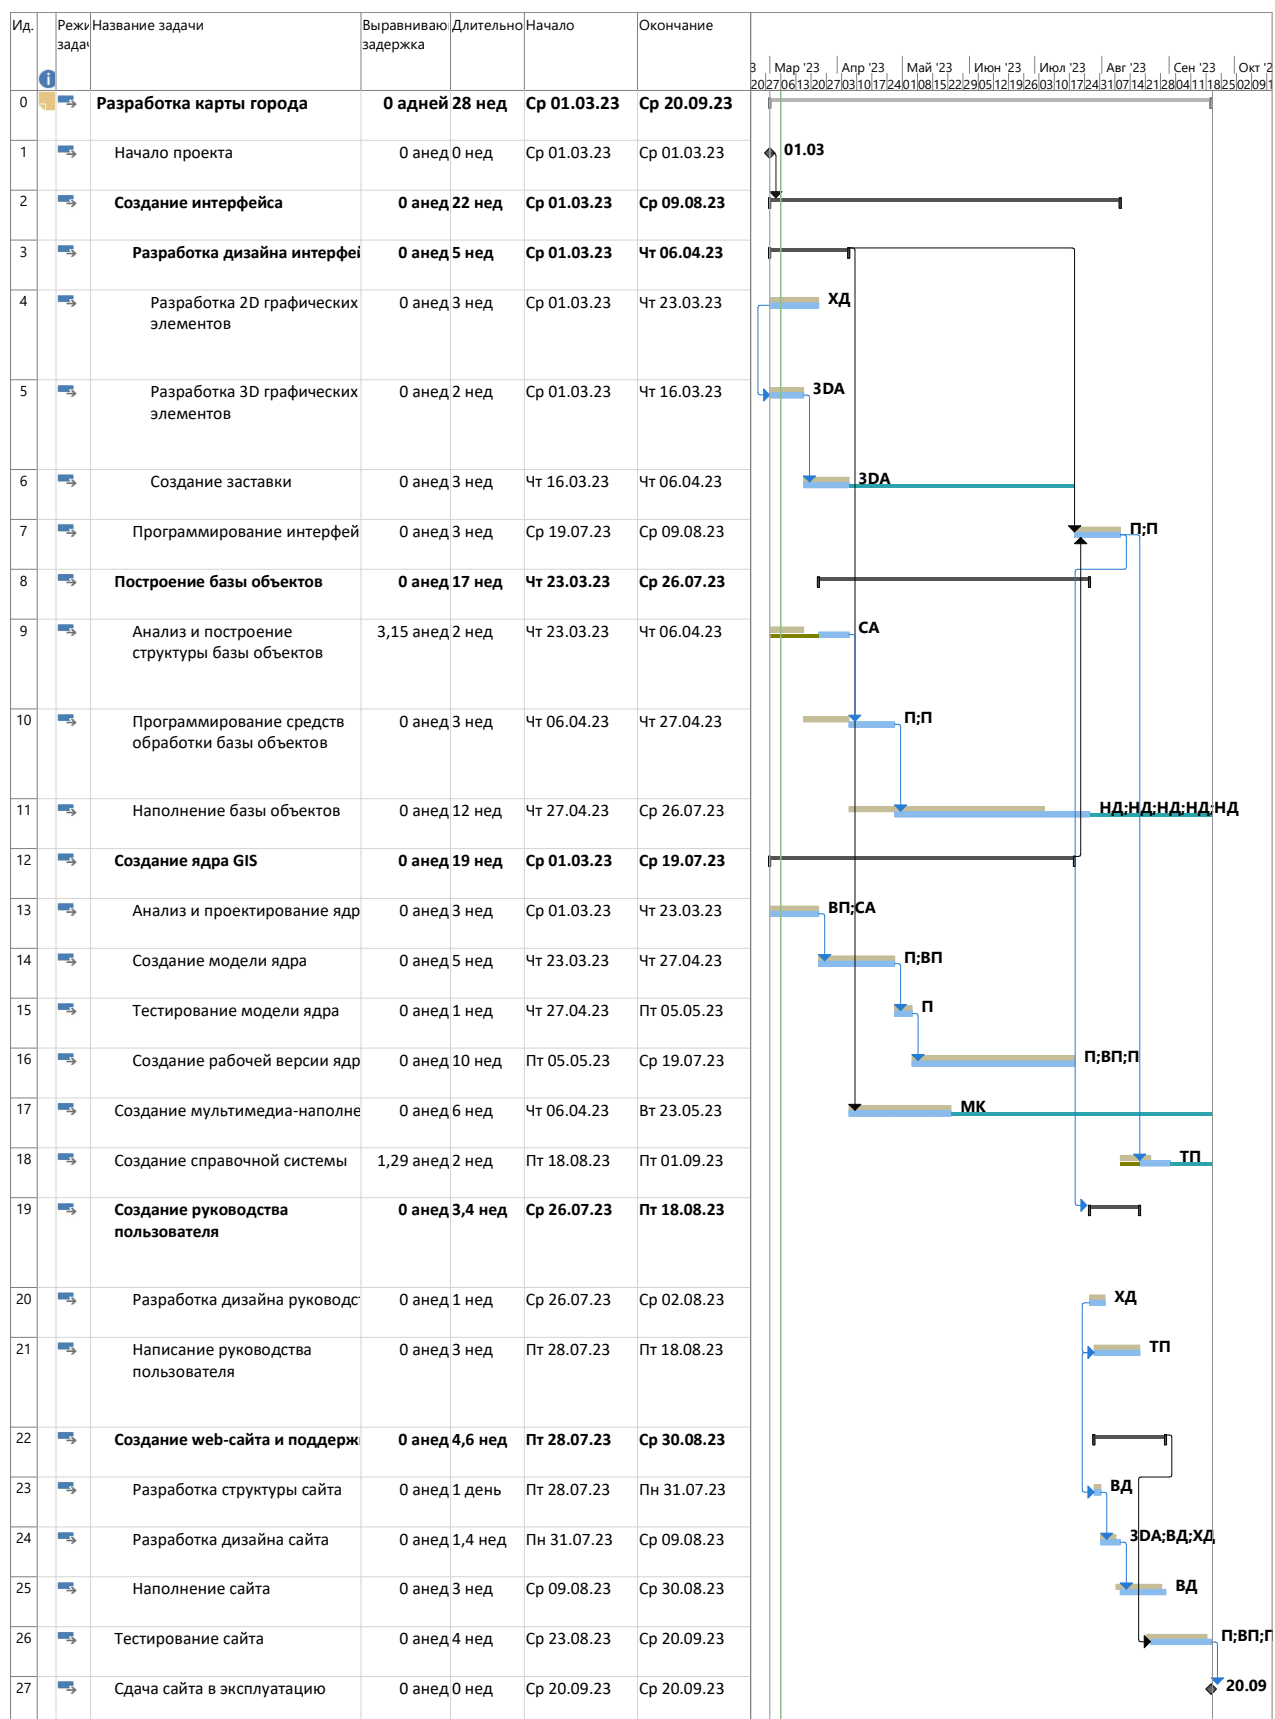 Ид.
Режи
задач
Название задачи
Выравниваю
задержка
Длительно
Начало
Окончание
3 Мар '23 Апр '23 Май '23 Июн '23 Июл '23 Авг '23 Сен '23 Окт '2
20 27 06 13 20 27 03 10 17 24 01 08 15 22 29 05 12 19 26 03 10 17 24 31 07 14 21 28 04 11 18 25 02 09 1
0 Разработка карты города 0 адней 28 нед Ср 01.03.23 Ср 20.09.23
1 Начало проекта 0 анед 0 нед Ср 01.03.23 Ср 01.03.23 01.03
2 Создание интерфейса 0 анед 22 нед Ср 01.03.23 Ср 09.08.23
3 Разработка дизайна интерфей 0 анед 5 нед Ср 01.03.23 Чт 06.04.23
4 Разработка 2D графических 0 анед 3 нед Ср 01.03.23 Чт 23.03.23 ХД
элементов
5 Разработка 3D графических 0 анед 2 нед Ср 01.03.23 Чт 16.03.23 3DА
элементов
6 Создание заставки 0 анед 3 нед Чт 16.03.23 Чт 06.04.23 3DА
7 Программирование интерфей 0 анед 3 нед Ср 19.07.23 Ср 09.08.23 П;П
8 Построение базы объектов 0 анед 17 нед Чт 23.03.23 Ср 26.07.23
9 Анализ и построение 3,15 анед 2 нед Чт 23.03.23 Чт 06.04.23 СА
структуры базы объектов
10 Программирование средств 0 анед 3 нед Чт 06.04.23 Чт 27.04.23 П;П
обработки базы объектов
11 Наполнение базы объектов 0 анед 12 нед Чт 27.04.23 Ср 26.07.23 НД;НД;НД;НД;НД
12 Создание ядра GIS 0 анед 19 нед Ср 01.03.23 Ср 19.07.23
13 Анализ и проектирование ядр 0 анед 3 нед Ср 01.03.23 Чт 23.03.23 ВП;СА
14 Создание модели ядра 0 анед 5 нед Чт 23.03.23 Чт 27.04.23 П;ВП
15 Тестирование модели ядра 0 анед 1 нед Чт 27.04.23 Пт 05.05.23 П
16 Создание рабочей версии ядр 0 анед 10 нед Пт 05.05.23 Ср 19.07.23 П;ВП;П
17 Создание мультимедиа-наполне 0 анед 6 нед Чт 06.04.23 Вт 23.05.23 МК
18 Создание справочной системы 1,29 анед 2 нед Пт 18.08.23 Пт 01.09.23 ТП
19 Создание руководства 0 анед 3,4 нед Ср 26.07.23 Пт 18.08.23
пользователя
20 Разработка дизайна руководст 0 анед 1 нед Ср 26.07.23 Ср 02.08.23 ХД
21 Написание руководства 0 анед 3 нед Пт 28.07.23 Пт 18.08.23 ТП
пользователя
22 Создание web-сайта и поддерж 0 анед 4,6 нед Пт 28.07.23 Ср 30.08.23
23 Разработка структуры сайта 0 анед 1 день Пт 28.07.23 Пн 31.07.23 ВД
24 Разработка дизайна сайта 0 анед 1,4 нед Пн 31.07.23 Ср 09.08.23 3DА;ВД;ХД
25 Наполнение сайта 0 анед 3 нед Ср 09.08.23 Ср 30.08.23 ВД
26 Тестирование сайта 0 анед 4 нед Ср 23.08.23 Ср 20.09.23 П;ВП;П
27 Сдача сайта в эксплуатацию 0 анед 0 нед Ср 20.09.23 Ср 20.09.23 20.09